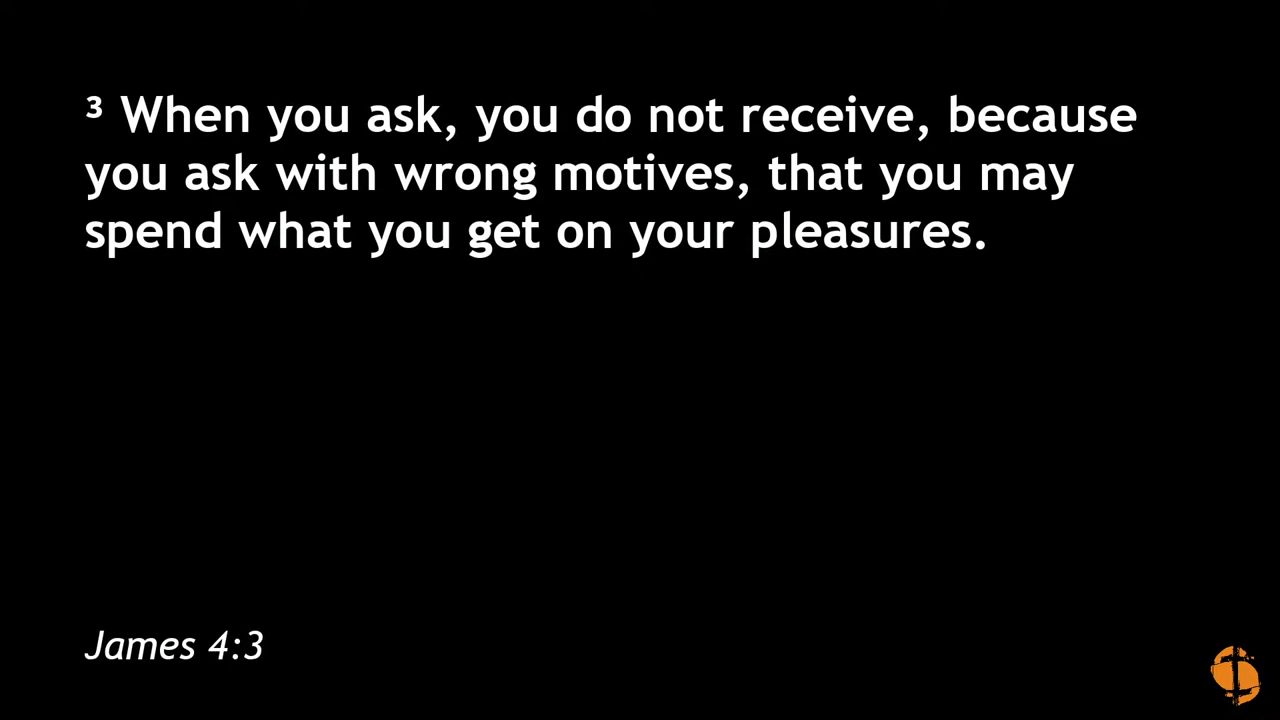 ³ When you ask, you do not receive, because
you ask with wrong motives, that you may
spend what you get on your pleasures.
James 4:3